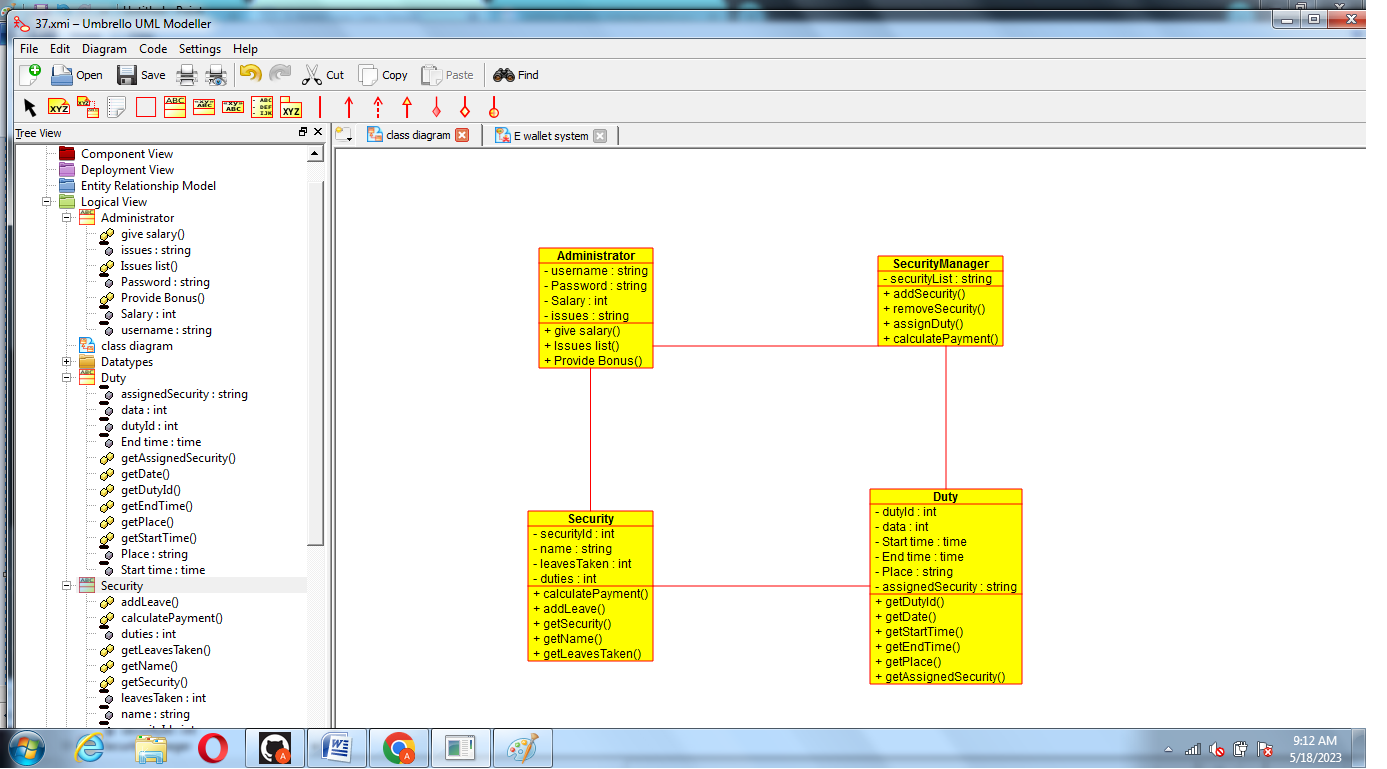 37.xmi – Umbrello UML Modeller
File Edit Diagram Code Settings Help
Open Save Cut Copy Paste Find
Tree View
class diagram
E wallet system
Component View
Deployment View
Entity Relationship Model
Logical View
Administrator
give salary()
issues : string
Issues list()
Password : string
Provide Bonus()
Salary : int
username : string
class diagram
Datatypes
Duty
assignedSecurity : string
data : int
dutyId : int
End time : time
getAssignedSecurity()
getDate()
getDutyId()
getEndTime()
getPlace()
getStartTime()
Place : string
Start time : time
Security
addLeave()
calculatePayment()
duties : int
getLeavesTaken()
getName()
getSecurity()
leavesTaken : int
name : string
Administrator
- username : string
- Password : string
- Salary : int
- issues : string
+ give salary()
+ Issues list()
+ Provide Bonus()
SecurityManager
- securityList : string
+ addSecurity()
+ removeSecurity()
+ assignDuty()
+ calculatePayment()
Security
- securityId : int
- name : string
- leavesTaken : int
- duties : int
+ calculatePayment()
+ addLeave()
+ getSecurity()
+ getName()
+ getLeavesTaken()
Duty
- dutyId : int
- data : int
- Start time : time
- End time : time
- Place : string
- assignedSecurity : string
+ getDutyId()
+ getDate()
+ getStartTime()
+ getEndTime()
+ getPlace()
+ getAssignedSecurity()
9:12 AM
5/18/2023